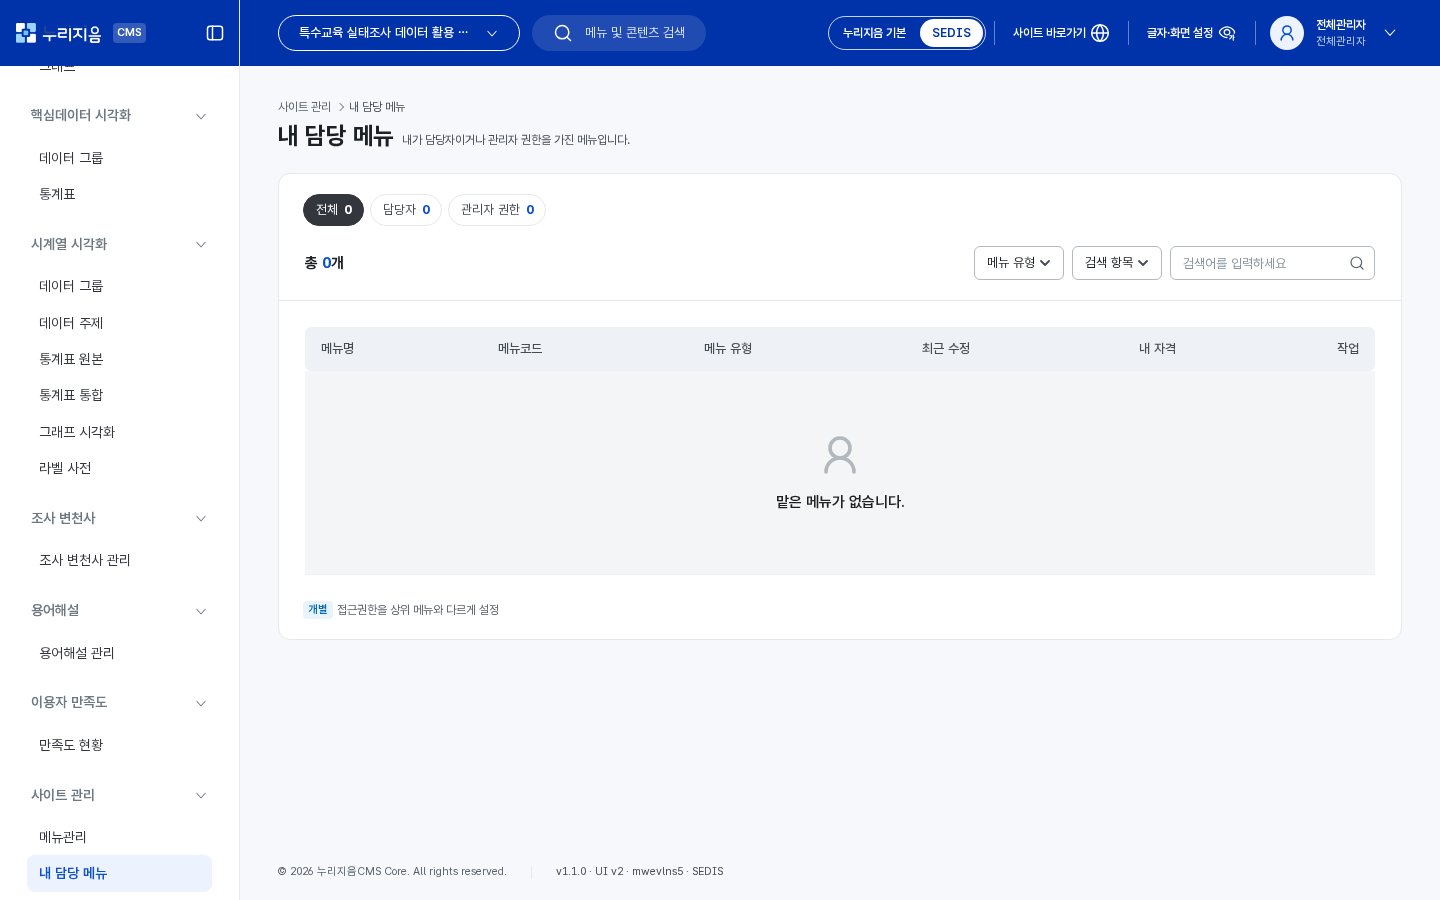 누리지음 CMS
특수교육 실태조사 데이터 활용 ···
메뉴 및 콘텐츠 검색
누리지음 기본
SEDIS
사이트 바로가기
글자·화면 설정
전체관리자
전체관리자
그래프
핵심데이터 시각화
데이터 그룹
통계표
시계열 시각화
데이터 그룹
데이터 주제
통계표 원본
통계표 통합
그래프 시각화
라벨 사전
조사 변천사
조사 변천사 관리
용어해설
용어해설 관리
이용자 만족도
만족도 현황
사이트 관리
메뉴관리
내 담당 메뉴
사이트 관리 > 내 담당 메뉴
내 담당 메뉴 내가 담당자이거나 관리자 권한을 가진 메뉴입니다.
전체 0 담당자 0 관리자 권한 0
총 0개
메뉴 유형
검색 항목
검색어를 입력하세요
메뉴명 메뉴코드 메뉴 유형 최근 수정 내 자격 작업
맡은 메뉴가 없습니다.
개별 접근권한을 상위 메뉴와 다르게 설정
© 2026 누리지음CMS Core. All rights reserved.
v1.1.0 · UI v2 · mwevlns5 · SEDIS